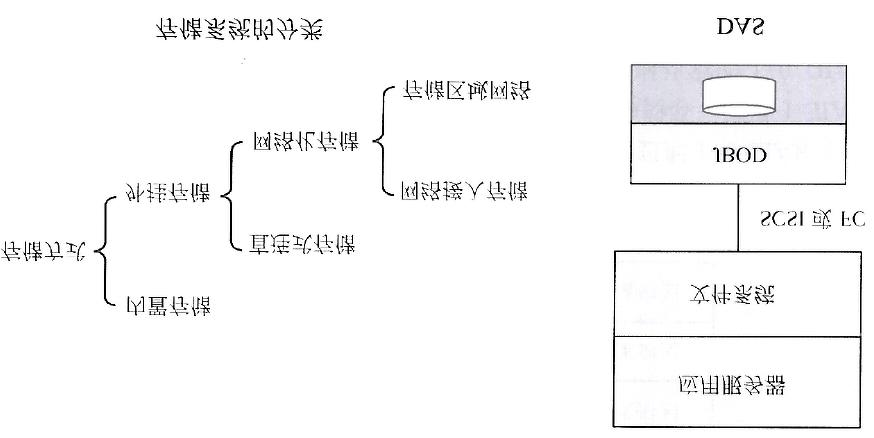 内置存储
存储方式
直连式存储
外挂存储
网络接入存储
网络化存储
存储区域网络
存储系统的分类
应用服务器
文件系统
SCSI 或 FC
JBOD
DAS